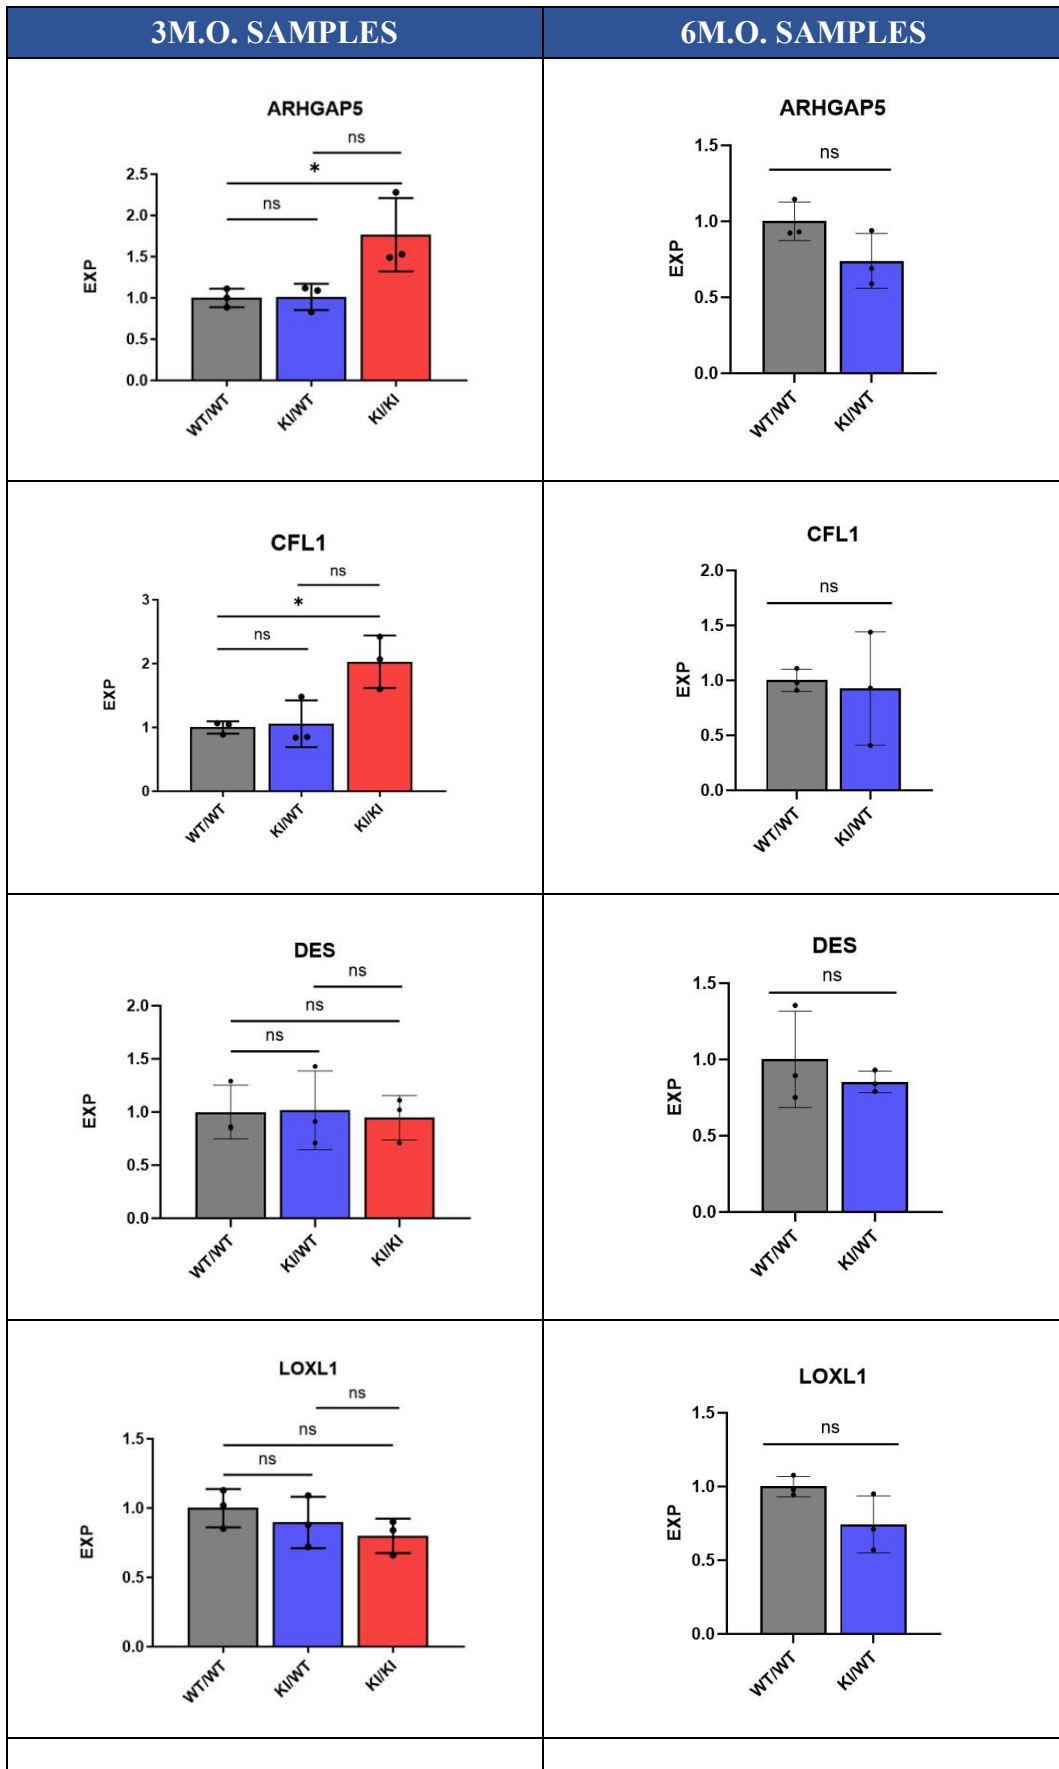 3M.O. SAMPLES
6M.O. SAMPLES
ARHGAP5
ns
*
ns
2.5
2.0
1.5
1.0
0.5
0.0
EXP
WT/WT
KI/WT
KI/KI
ARHGAP5
ns
1.5
1.0
0.5
0.0
EXP
WT/WT
KI/WT
CFL1
ns
*
ns
3
2
1
0
EXP
WT/WT
KI/WT
KI/KI
CFL1
ns
2.0
1.5
1.0
0.5
0.0
EXP
WT/WT
KI/WT
DES
ns
ns
ns
2.0
1.5
1.0
0.5
0.0
EXP
WT/WT
KI/WT
KI/KI
DES
ns
1.5
1.0
0.5
0.0
EXP
WT/WT
KI/WT
LOXL1
ns
ns
ns
1.5
1.0
0.5
0.0
EXP
WT/WT
KI/WT
KI/KI
LOXL1
ns
1.5
1.0
0.5
0.0
EXP
WT/WT
KI/WT